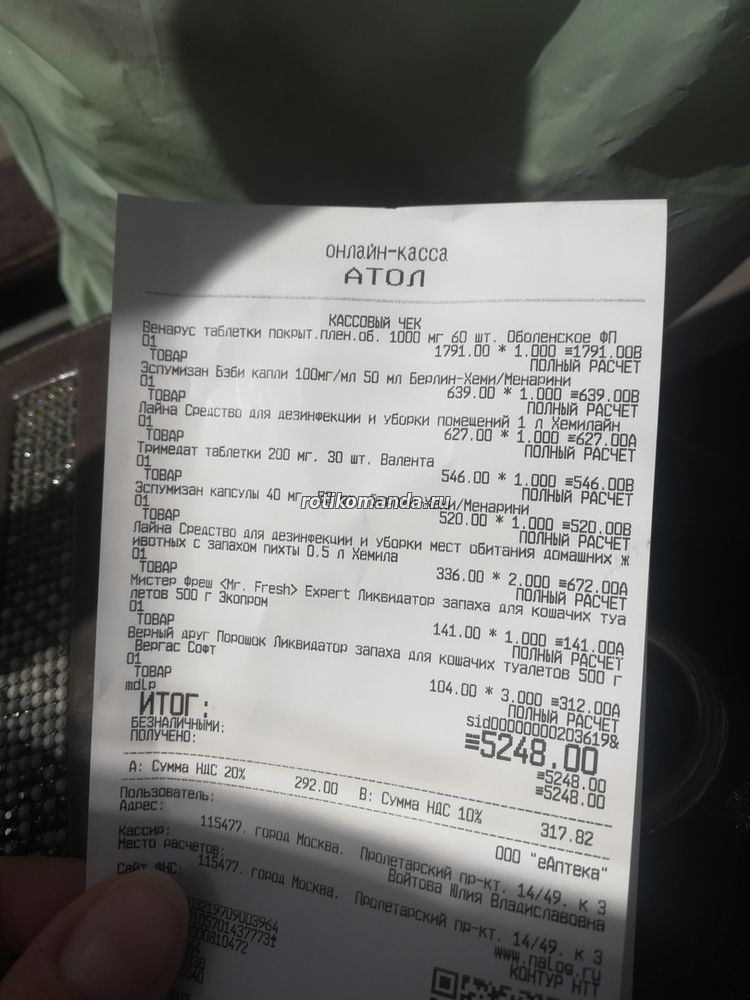 онлайн-касса
АТОЛ
КАССОВЫЙ ЧЕК
Венарус таблетки покрыт.плен.об. 1000 мг 60 шт. Оболенское ФП
01 1791.00 * 1.000 ≡1791.00В
ТОВАР ПОЛНЫЙ РАСЧЕТ
Эспумизан Бэби капли 100мг/мл 50 мл Берлин-Хеми/Менарини
01 639.00 * 1.000 ≡639.00В
ТОВАР ПОЛНЫЙ РАСЧЕТ
Лайна Средство для дезинфекции и уборки помещений 1 л Хемилайн
01 627.00 * 1.000 ≡627.00А
ТОВАР ПОЛНЫЙ РАСЧЕТ
Тримедат таблетки 200 мг. 30 шт. Валента
01 546.00 * 1.000 ≡546.00В
ТОВАР ПОЛНЫЙ РАСЧЕТ
Эспумизан капсулы 40 мг /Менарини
rotikomanda.ru
01 520.00 * 1.000 ≡520.00В
ТОВАР ПОЛНЫЙ РАСЧЕТ
Лайна Средство для дезинфекции и уборки мест обитания домашних ж
ивотных с запахом пихты 0.5 л Хемила
01 336.00 * 2.000 ≡672.00А
ТОВАР ПОЛНЫЙ РАСЧЕТ
Мистер Фреш <Mr. Fresh> Expert Ликвидатор запаха для кошачих туа
летов 500 г Экопром
01 141.00 * 1.000 ≡141.00А
ТОВАР ПОЛНЫЙ РАСЧЕТ
Верный друг Порошок Ликвидатор запаха для кошачих туалетов 500 г
Вергас Софт
01 104.00 * 3.000 ≡312.00А
ТОВАР ПОЛНЫЙ РАСЧЕТ
mdlp sid00000000203619&
ИТОГ: ≡5248.00
БЕЗНАЛИЧНЫМИ: ≡5248.00
ПОЛУЧЕНО: ≡5248.00
А: Сумма НДС 20% 292.00 В: Сумма НДС 10% 317.82
Пользователь: ООО "еАптека"
Адрес: 115477, город Москва, Пролетарский пр-кт. 14/49. к 3
Кассир: Войтова Юлия Владиславовна
Место расчетов: 115477, город Москва, Пролетарский пр-кт. 14/49. к 3
Сайт ФНС: www.nalog.ru
КОНТУР НТТ